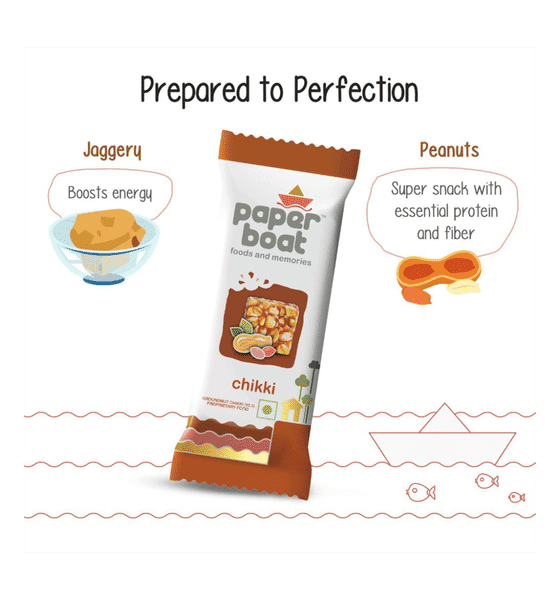 Prepared to Perfection
Jaggery
Boosts energy
Peanuts
Super snack with
essential protein
and fiber
paper
boat
foods and memories
chikki
PROPRIETARY FOOD